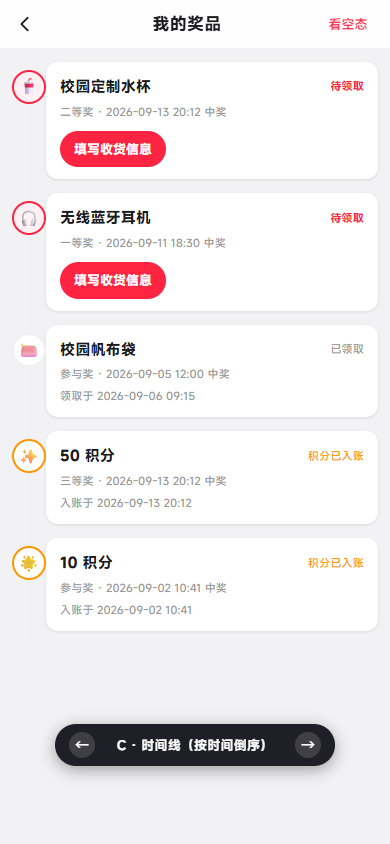 我的奖品
看空态
校园定制水杯
待领取
二等奖 · 2026-09-13 20:12 中奖
填写收货信息
无线蓝牙耳机
待领取
一等奖 · 2026-09-11 18:30 中奖
填写收货信息
校园帆布袋
已领取
参与奖 · 2026-09-05 12:00 中奖
领取于 2026-09-06 09:15
50 积分
积分已入账
三等奖 · 2026-09-13 20:12 中奖
入账于 2026-09-13 20:12
10 积分
积分已入账
参与奖 · 2026-09-02 10:41 中奖
入账于 2026-09-02 10:41
← C · 时间线（按时间倒序） →